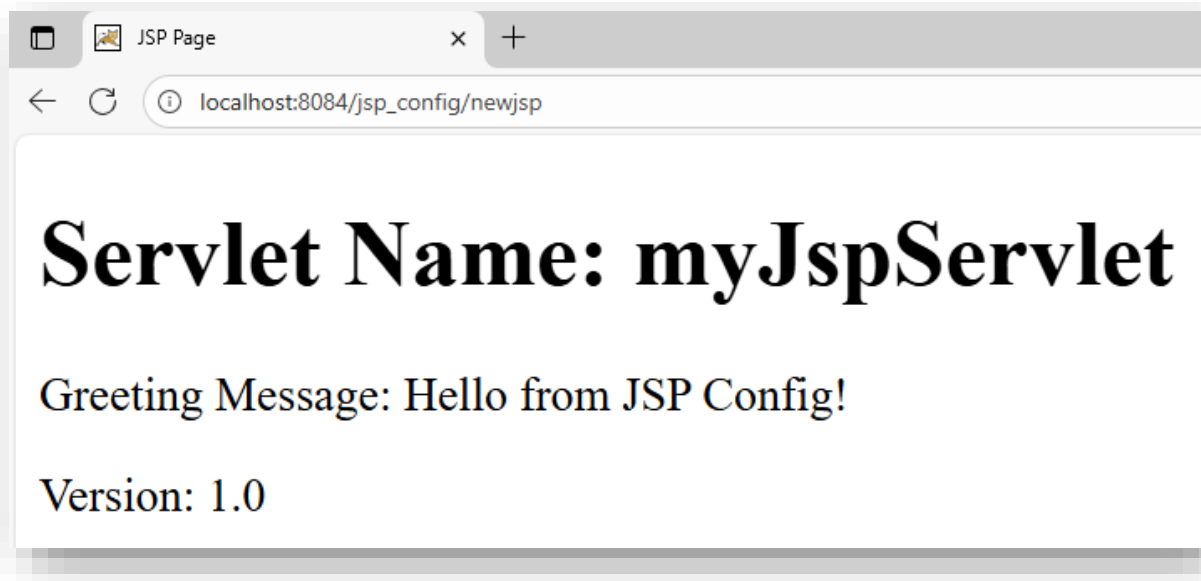 JSP Page
localhost:8084/jsp_config/newjsp
Servlet Name: myJspServlet
Greeting Message: Hello from JSP Config!
Version: 1.0